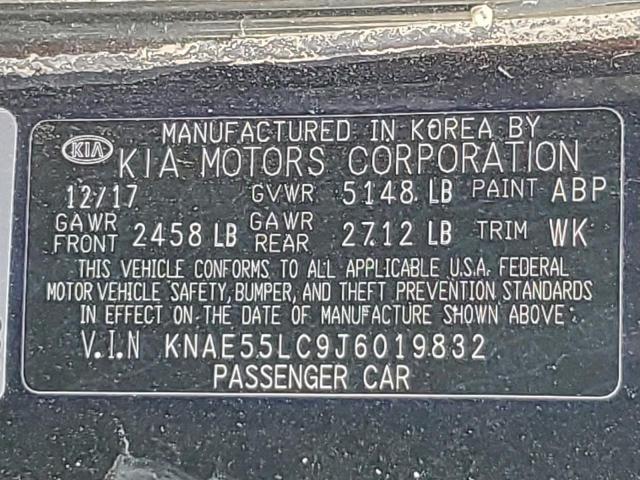 MANUFACTURED IN KOREA BY
KIA KIA MOTORS CORPORATION
12/17 GVWR 5148 LB PAINT ABP
GAWR FRONT 2458 LB GAWR REAR 2712 LB TRIM WK
THIS VEHICLE CONFORMS TO ALL APPLICABLE U.S.A. FEDERAL
MOTOR VEHICLE SAFETY, BUMPER, AND THEFT PREVENTION STANDARDS
IN EFFECT ON THE DATE OF MANUFACTURE SHOWN ABOVE.
V.I.N KNAE55LC9J6019832
PASSENGER CAR